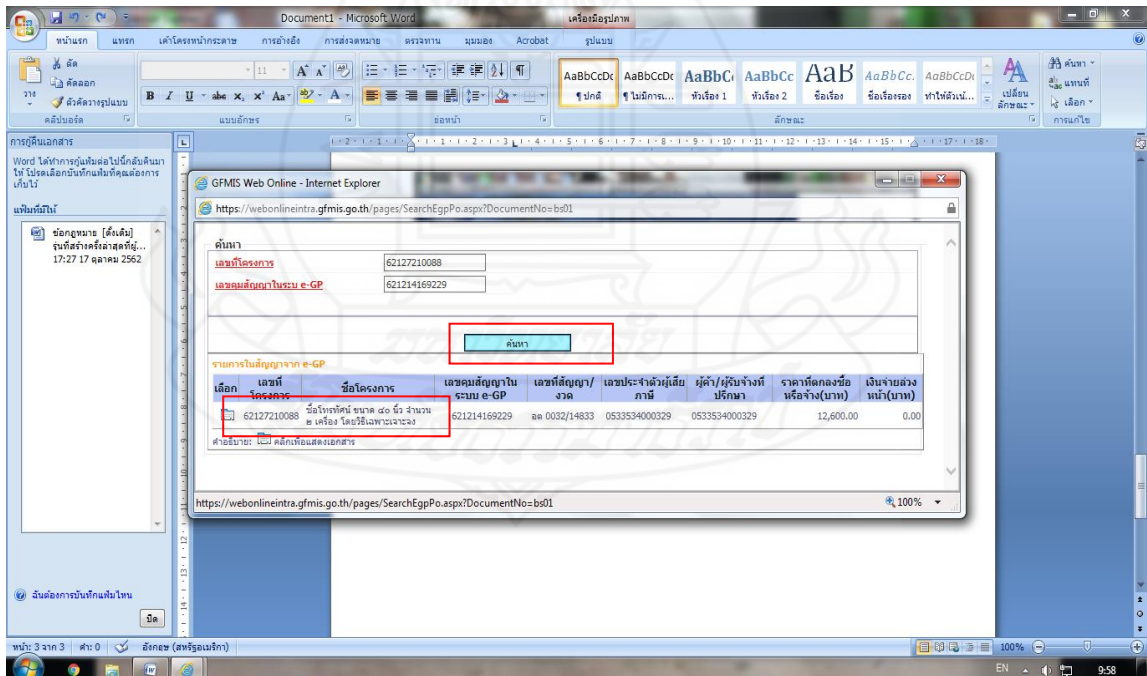 Document1 - Microsoft Word
เครื่องมือรูปภาพ
หน้าแรก แทรก เค้าโครงหน้ากระดาษ การอ้างอิง การส่งจดหมาย ตรวจทาน มุมมอง Acrobat รูปแบบ
วาง
ตัด
คัดลอก
ตัวคัดวางรูปแบบ
คลิปบอร์ด
11
แบบอักษร
ย่อหน้า
AaBbCcDc AaBbCcDc AaBbC AaBbCc AaB AaBbCc. AaBbCcDc
¶ ปกติ ¶ ไม่มีการเ... หัวเรื่อง 1 หัวเรื่อง 2 ชื่อเรื่อง ชื่อเรื่องรอง ทำให้ตัวเน้...
ลักษณะ
เปลี่ยน
ลักษณะ
ค้นหา
แทนที่
เลือก
การแก้ไข
การกู้คืนเอกสาร
Word ได้ทำการกู้แฟ้มต่อไปนี้กลับคืนมา
ให้ โปรดเลือกบันทึกแฟ้มที่คุณต้องการ
เก็บไว้
แฟ้มที่มีให้
ข้อกฎหมาย [ดั้งเดิม]
รุ่นที่สร้างครั้งล่าสุดที่ผู้...
17:27 17 ตุลาคม 2562
ฉันต้องการบันทึกแฟ้มไหน
ปิด
GFMIS Web Online - Internet Explorer
https://webonlineintra.gfmis.go.th/pages/SearchEgpPo.aspx?DocumentNo=bs01
ค้นหา
เลขที่โครงการ 62127210088
เลขคุมสัญญาในระบบ e-GP 621214169229
ค้นหา
รายการในสัญญาจาก e-GP
เลือก เลขที่โครงการ ชื่อโครงการ เลขคุมสัญญาในระบบ e-GP เลขที่สัญญา/งวด เลขประจำตัวผู้เสียภาษี ผู้ค้า/ผู้รับจ้างที่ปรึกษา ราคาที่ตกลงซื้อหรือจ้าง(บาท) เงินจ่ายล่วงหน้า(บาท)
62127210088 ซื้อโทรทัศน์ ขนาด ๔๐ นิ้ว จำนวน ๒ เครื่อง โดยวิธีเฉพาะเจาะจง 621214169229 อต 0032/14833 0533534000329 0533534000329 12,600.00 0.00
คำอธิบาย: คลิกเพื่อแสดงเอกสาร
https://webonlineintra.gfmis.go.th/pages/SearchEgpPo.aspx?DocumentNo=bs01
100%
หน้า: 3 จาก 3 คำ: 0 อังกฤษ (สหรัฐอเมริกา) 100%
EN 9:58